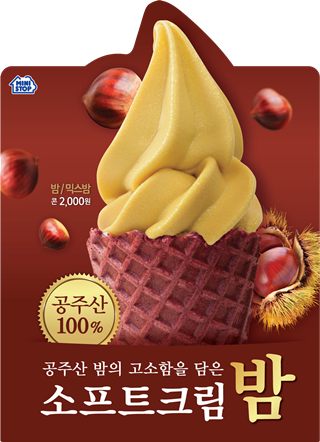 MINI
STOP
밤/믹스밤
콘 2,000원
공주산
100%
공주산 밤의 고소함을 담은
소프트크림 밤